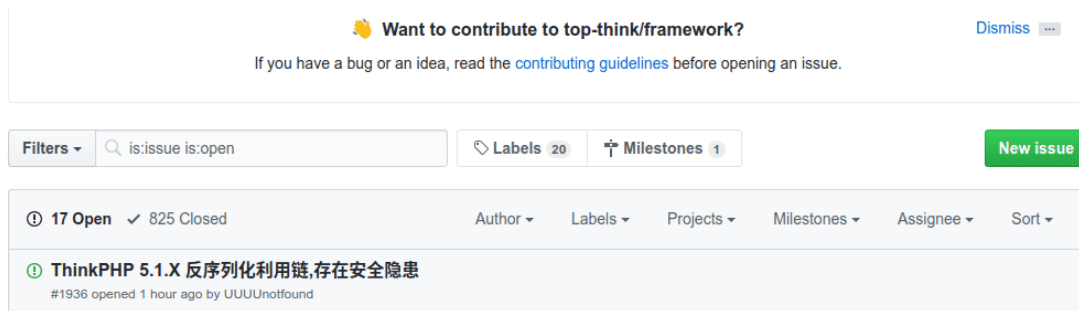 👋 Want to contribute to top-think/framework?
Dismiss ...
If you have a bug or an idea, read the contributing guidelines before opening an issue.
Filters is:issue is:open Labels 20 Milestones 1 New issue
17 Open 825 Closed Author Labels Projects Milestones Assignee Sort
ThinkPHP 5.1.X 反序列化利用链,存在安全隐患
#1936 opened 1 hour ago by UUUUnotfound